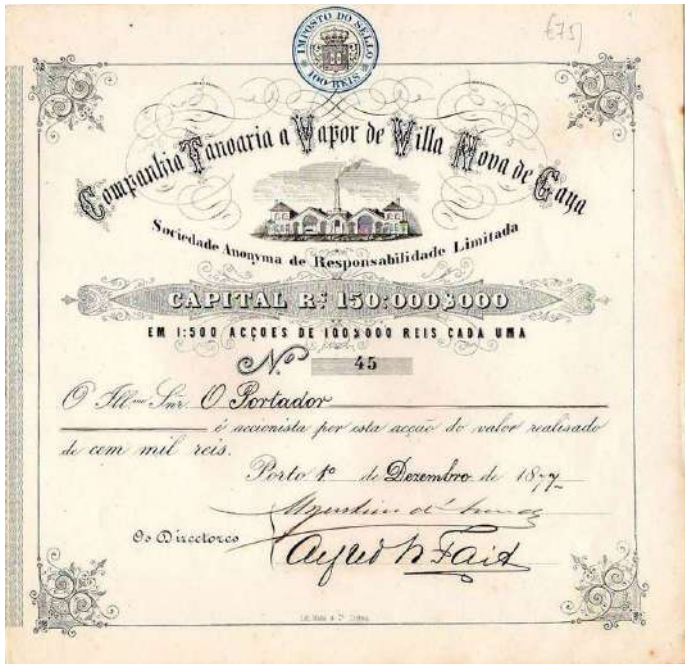 IMPOSTO DO SELLO
100 REIS
Companhia Tanoaria a Vapor de Villa Nova de Gaya
Sociedade Anonyma de Responsabilidade Limitada
CAPITAL Rs 150:000$000
EM 1:500 ACÇOES DE 100$000 REIS CADA UMA
No 45
O Illmo Snr. O Portador
é accionista por esta acção do valor realisado
de cem mil reis.
Porto 1º de Dezembro de 1877
Os Directores
Alfred